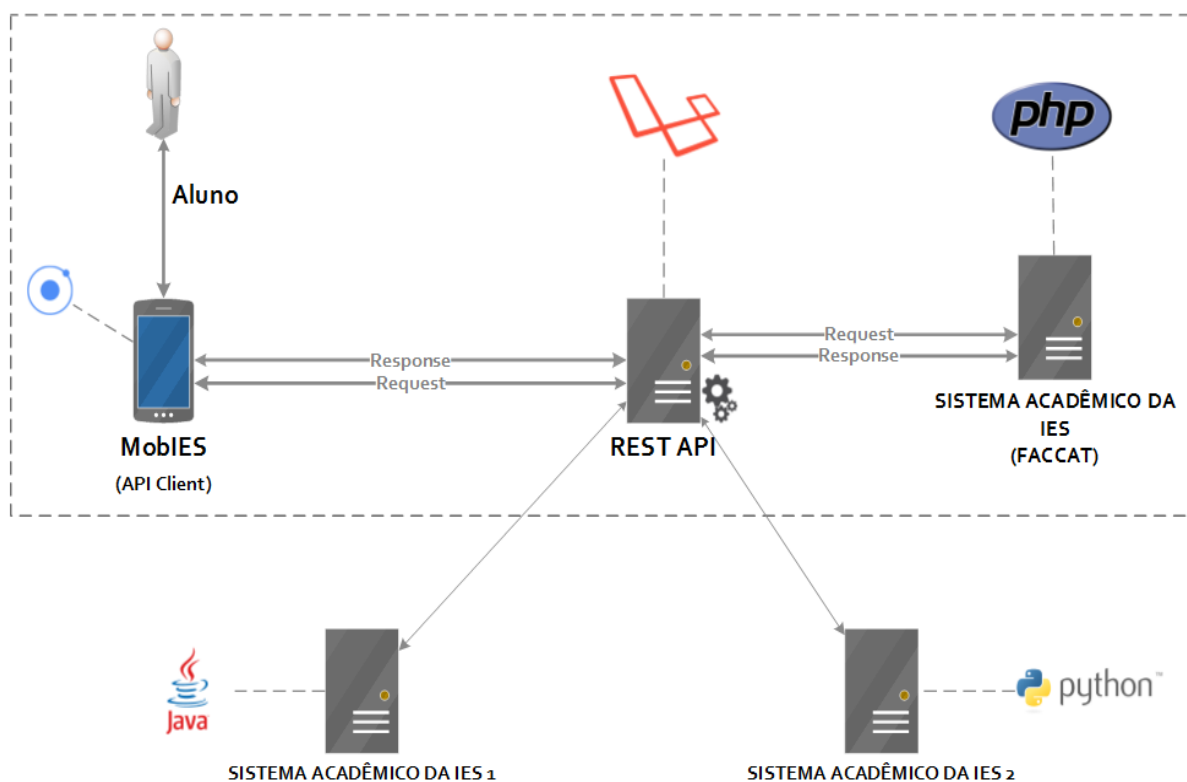 php
Aluno
Request
Response
Response
Request
SISTEMA ACADÊMICO DA
IES
(FACCAT)
MobIES
(API Client)
REST API
Java
python™
SISTEMA ACADÊMICO DA IES 1
SISTEMA ACADÊMICO DA IES 2